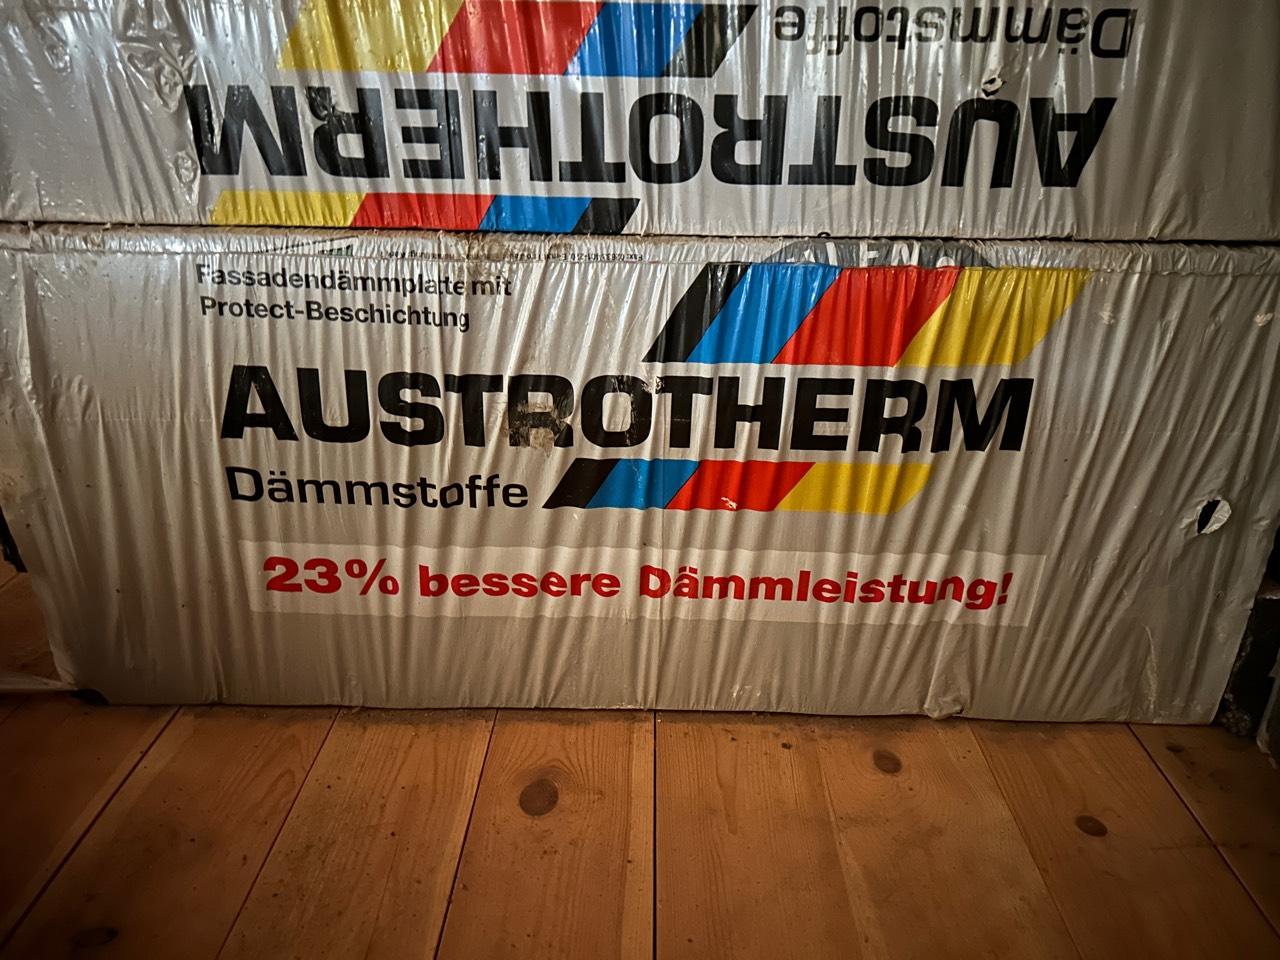 Dämmstoffe
AUSTROTHERM
Fassadendämmplatte mit
Protect-Beschichtung
AUSTROTHERM
Dämmstoffe
23% bessere Dämmleistung!